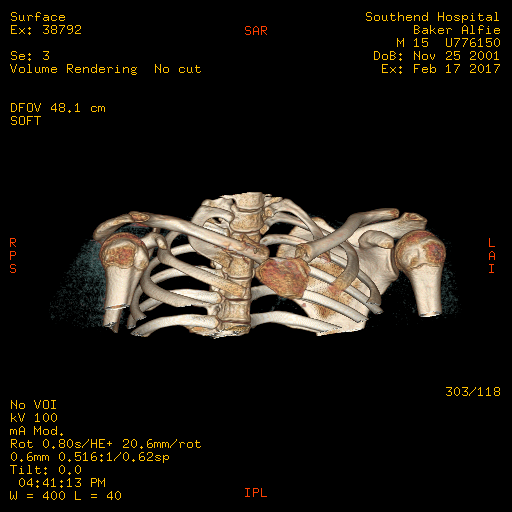 Surface
Ex: 38792
Se: 3
Volume Rendering No cut
DFOV 48.1 cm
SOFT
SAR
Southend Hospital
Baker Alfie
M 15 U776150
DoB: Nov 25 2001
Ex: Feb 17 2017
R
P
S
L
A
I
303/118
No VOI
kV 100
mA Mod.
Rot 0.80s/HE+ 20.6mm/rot
0.6mm 0.516:1/0.62sp
Tilt: 0.0
04:41:13 PM
W = 400 L = 40
IPL